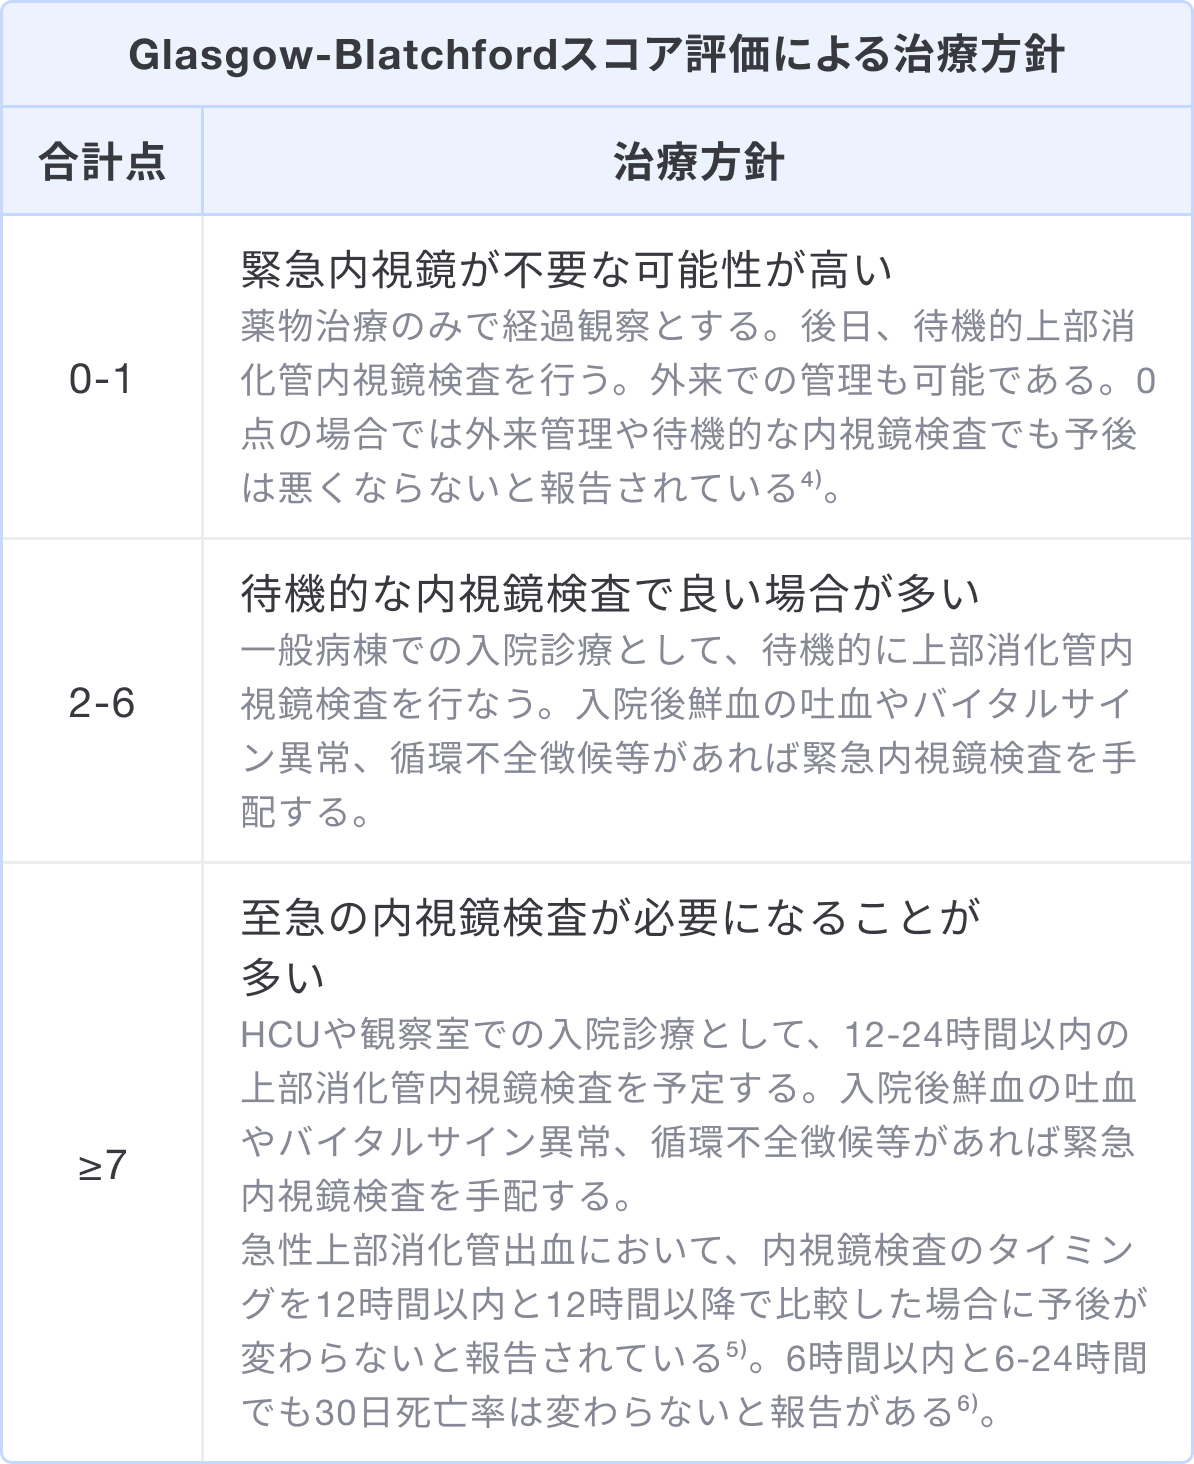 Glasgow-Blatchfordスコア評価による治療方針
合計点
治療方針
0-1
緊急内視鏡が不要な可能性が高い
薬物治療のみで経過観察とする。後日、待機的上部消
化管内視鏡検査を行う。外来での管理も可能である。0
点の場合では外来管理や待機的な内視鏡検査でも予後
は悪くならないと報告されている⁴⁾。
2-6
待機的な内視鏡検査で良い場合が多い
一般病棟での入院診療として、待機的に上部消化管内
視鏡検査を行なう。入院後鮮血の吐血やバイタルサイ
ン異常、循環不全徴候等があれば緊急内視鏡検査を手
配する。
≥7
至急の内視鏡検査が必要になることが
多い
HCUや観察室での入院診療として、12-24時間以内の
上部消化管内視鏡検査を予定する。入院後鮮血の吐血
やバイタルサイン異常、循環不全徴候等があれば緊急
内視鏡検査を手配する。
急性上部消化管出血において、内視鏡検査のタイミン
グを12時間以内と12時間以降で比較した場合に予後が
変わらないと報告されている⁵⁾。6時間以内と6-24時間
でも30日死亡率は変わらないと報告がある⁶⁾。